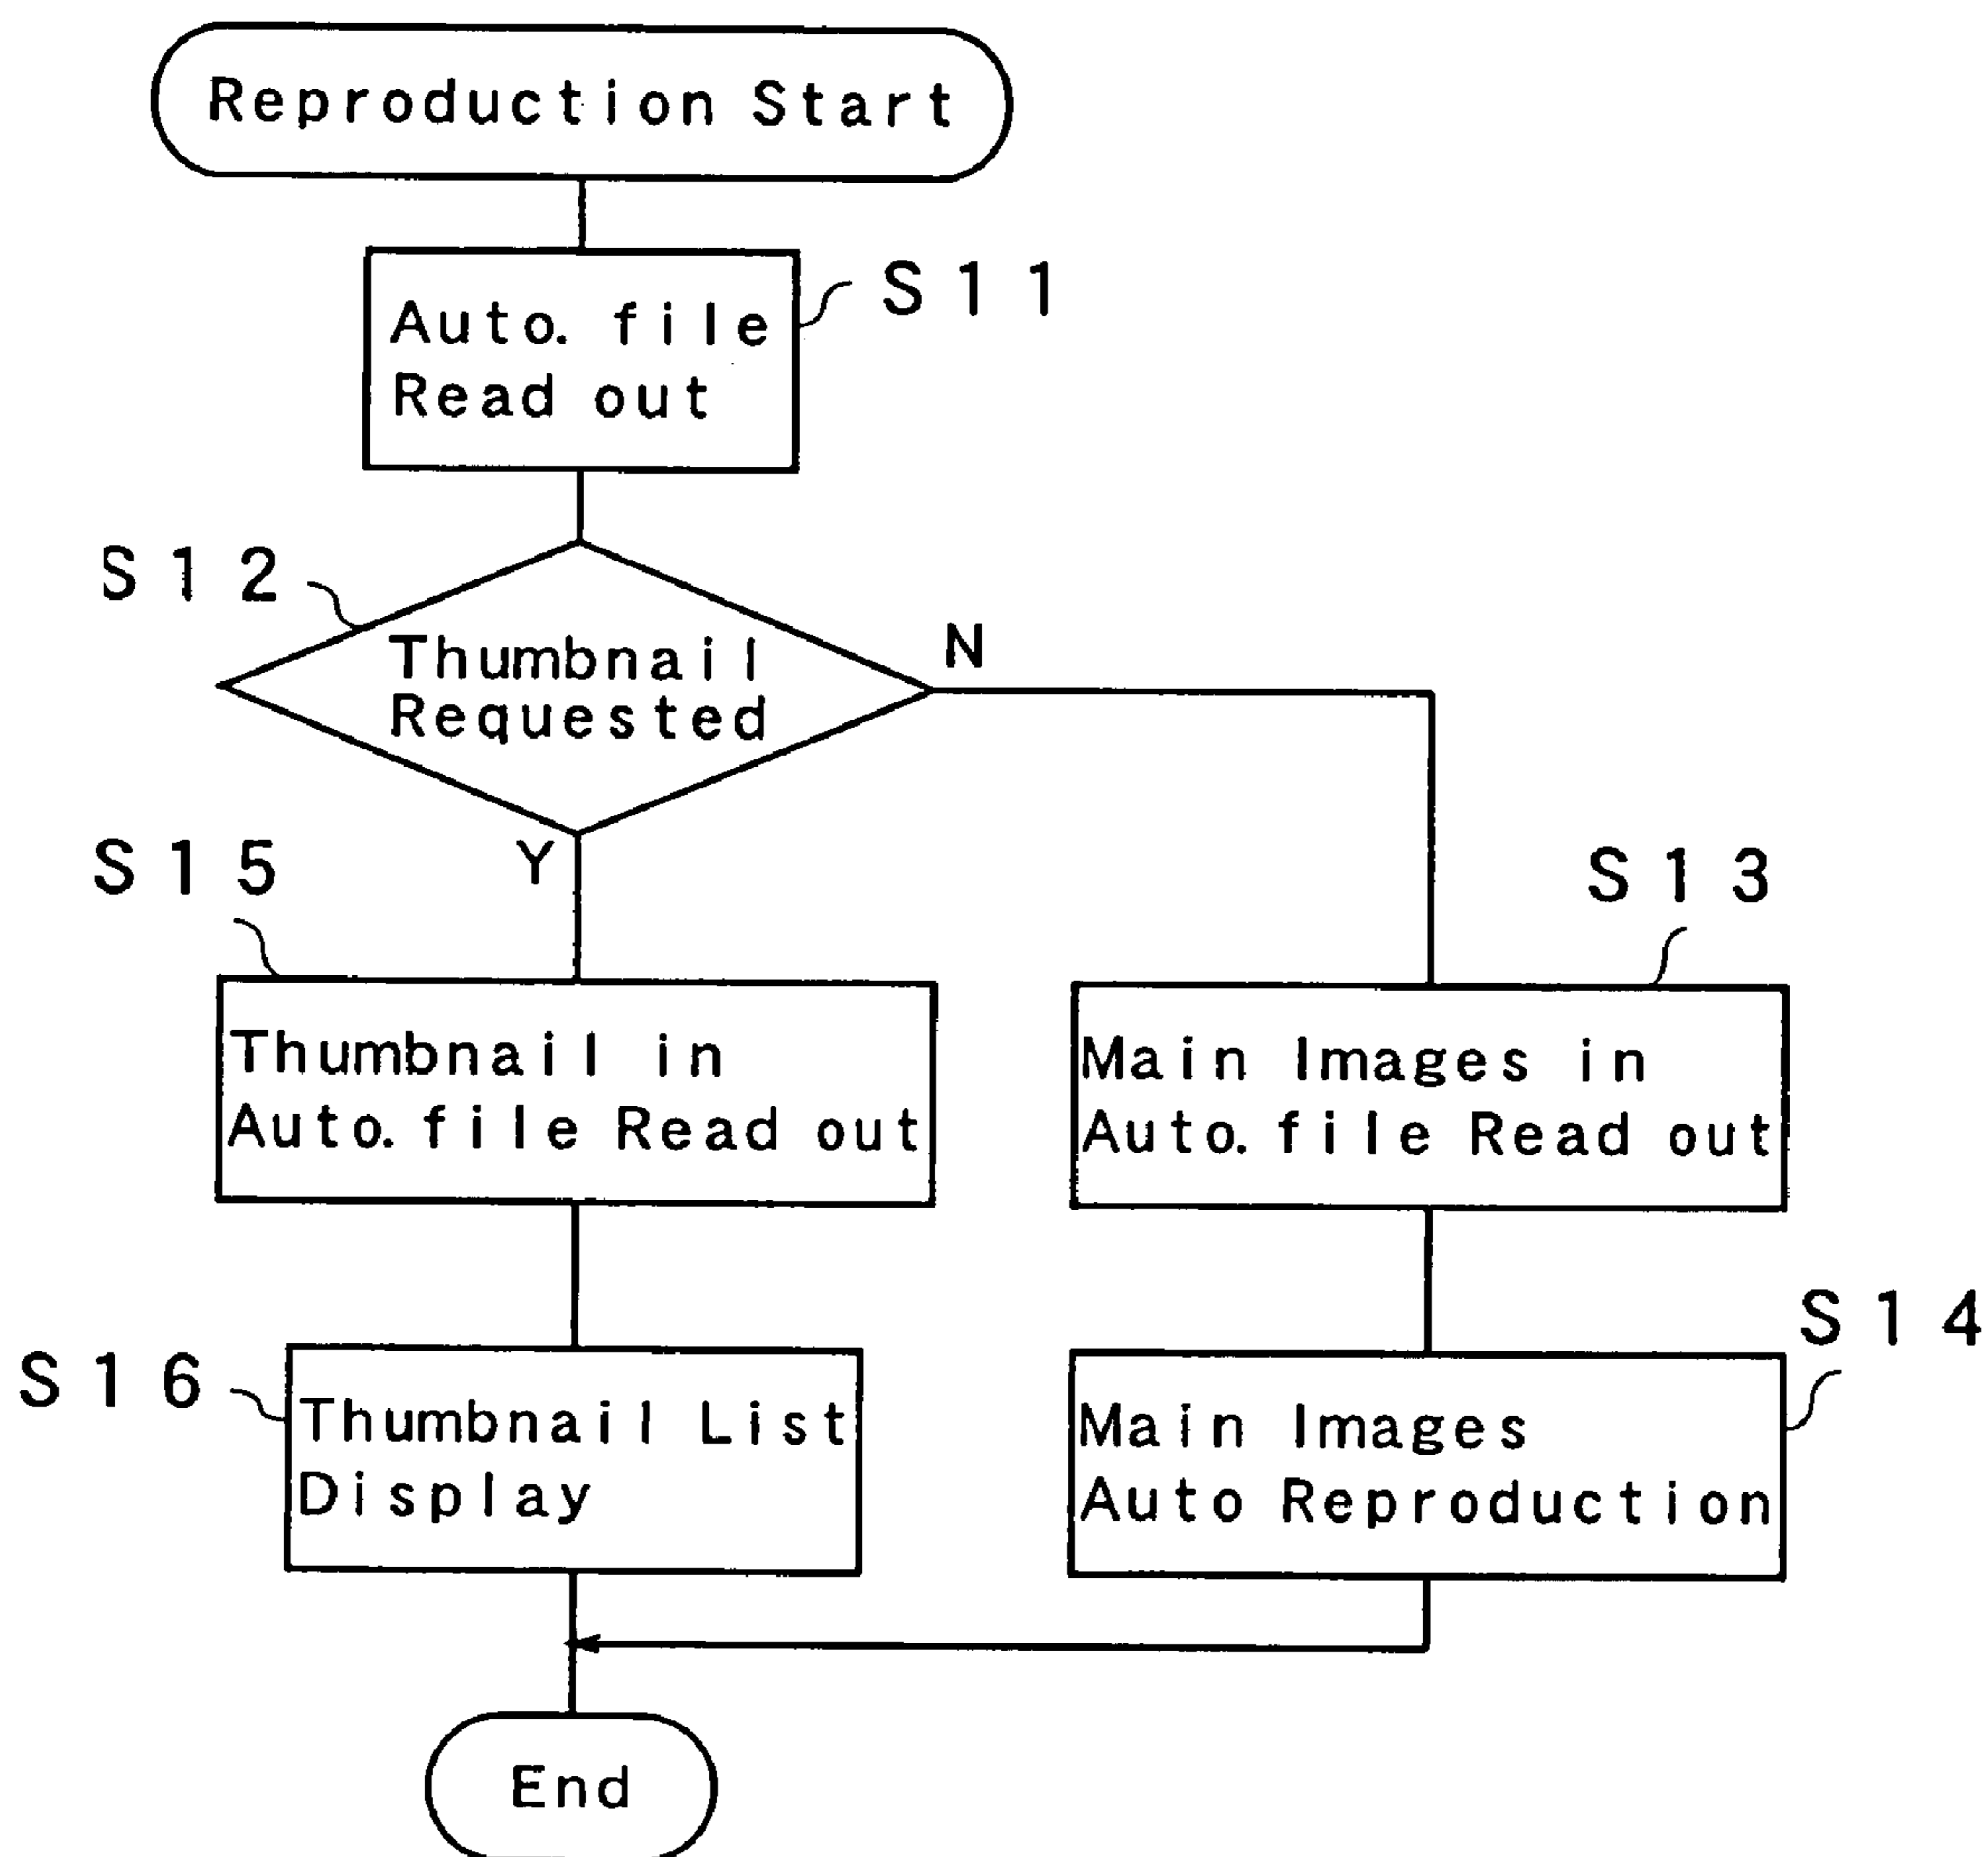 Reproduction Start
Auto. file
Read out
S11
S12
Thumbnail
Requested
N
Y
S15
S13
Thumbnail in
Auto. file Read out
Main Images in
Auto. file Read out
S16
Thumbnail List
Display
S14
Main Images
Auto Reproduction
End